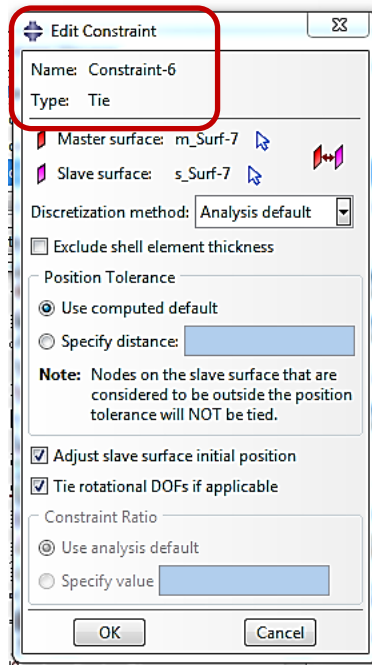 Edit Constraint
Name: Constraint-6
Type: Tie
Master surface: m_Surf-7
Slave surface: s_Surf-7
Discretization method: Analysis default
Exclude shell element thickness
Position Tolerance
Use computed default
Specify distance:
Note: Nodes on the slave surface that are
considered to be outside the position
tolerance will NOT be tied.
Adjust slave surface initial position
Tie rotational DOFs if applicable
Constraint Ratio
Use analysis default
Specify value
OK Cancel